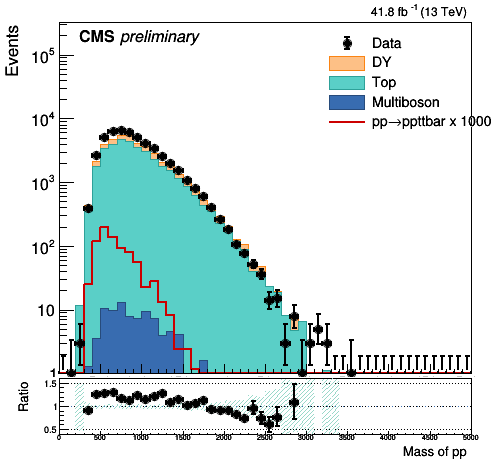 41.8 fb⁻¹ (13 TeV)
CMS preliminary
Events
Data
DY
Top
Multiboson
pp→ppttbar x 1000
10⁵
10⁴
10³
10²
10
1
Ratio
1.5
1
0.5
0 500 1000 1500 2000 2500 3000 3500 4000 4500 5000
Mass of pp